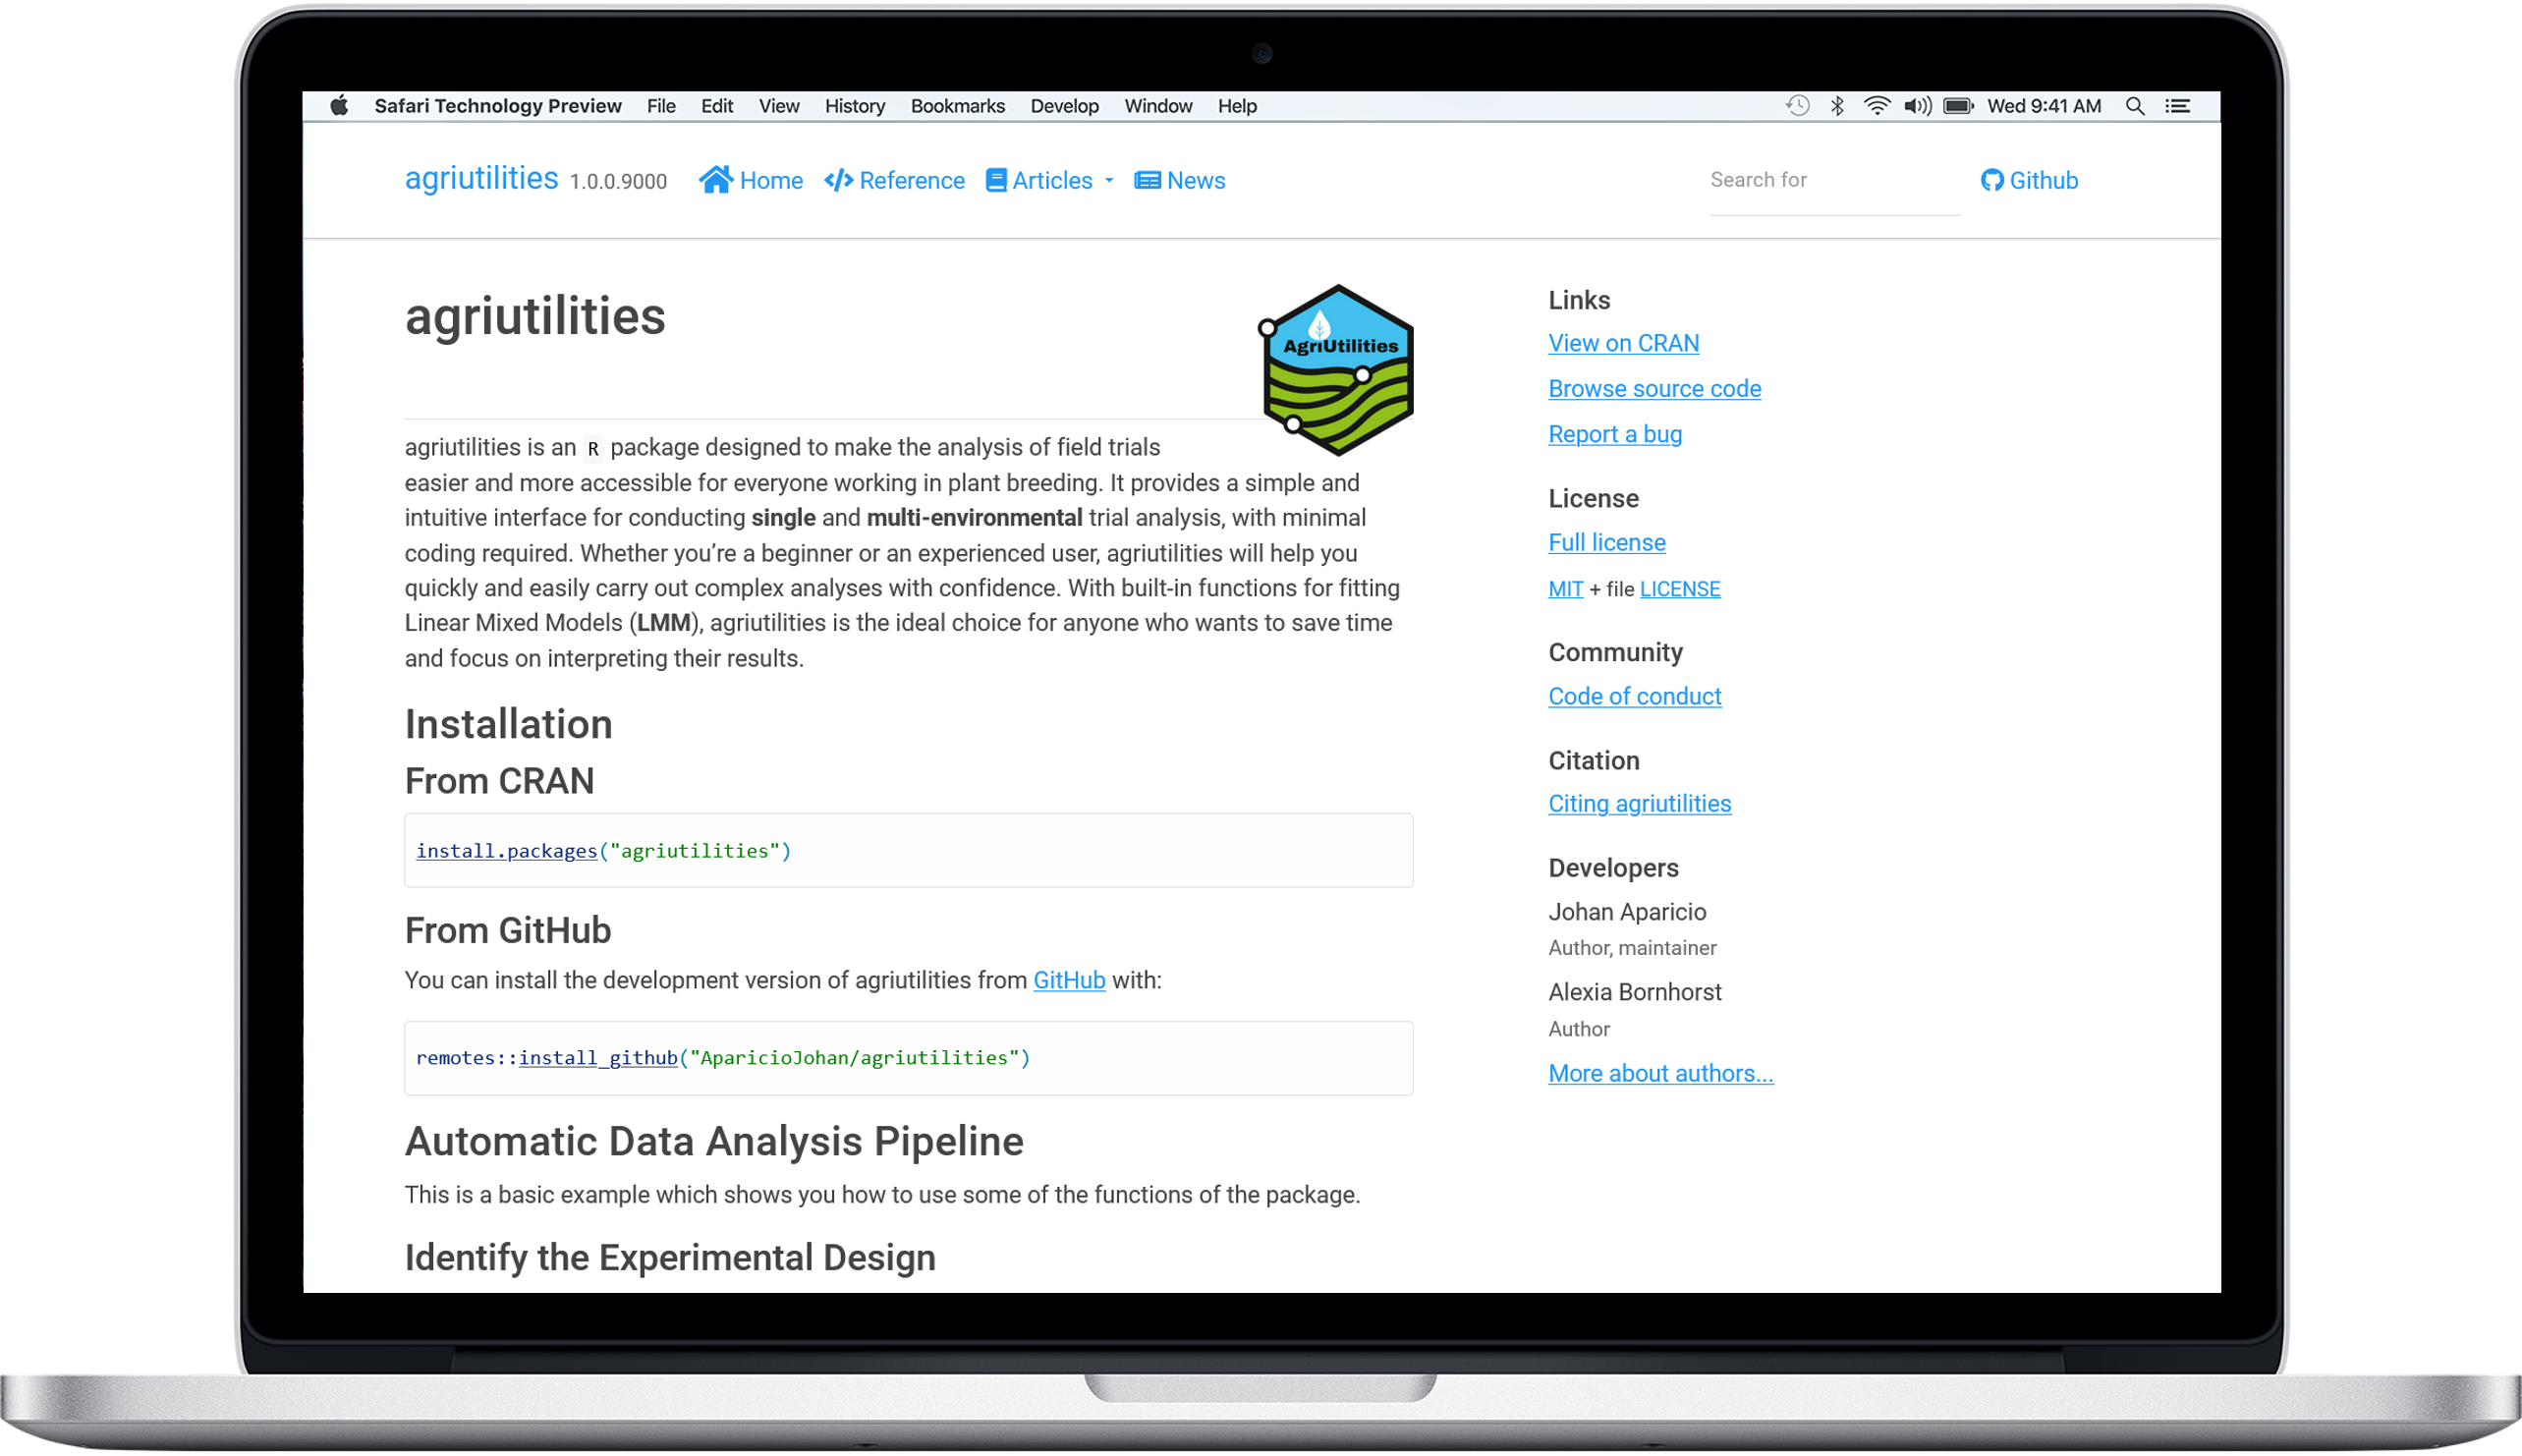 Safari Technology Preview File Edit View History Bookmarks Develop Window Help Wed 9:41 AM
agriutilities 1.0.0.9000 Home Reference Articles News Search for Github
agriutilities
AgriUtilities
agriutilities is an R package designed to make the analysis of field trials
easier and more accessible for everyone working in plant breeding. It provides a simple and
intuitive interface for conducting single and multi-environmental trial analysis, with minimal
coding required. Whether you’re a beginner or an experienced user, agriutilities will help you
quickly and easily carry out complex analyses with confidence. With built-in functions for fitting
Linear Mixed Models (LMM), agriutilities is the ideal choice for anyone who wants to save time
and focus on interpreting their results.
Installation
From CRAN
install.packages("agriutilities")
From GitHub
You can install the development version of agriutilities from GitHub with:
remotes::install_github("AparicioJohan/agriutilities")
Automatic Data Analysis Pipeline
This is a basic example which shows you how to use some of the functions of the package.
Identify the Experimental Design
Links
View on CRAN
Browse source code
Report a bug
License
Full license
MIT + file LICENSE
Community
Code of conduct
Citation
Citing agriutilities
Developers
Johan Aparicio
Author, maintainer
Alexia Bornhorst
Author
More about authors...